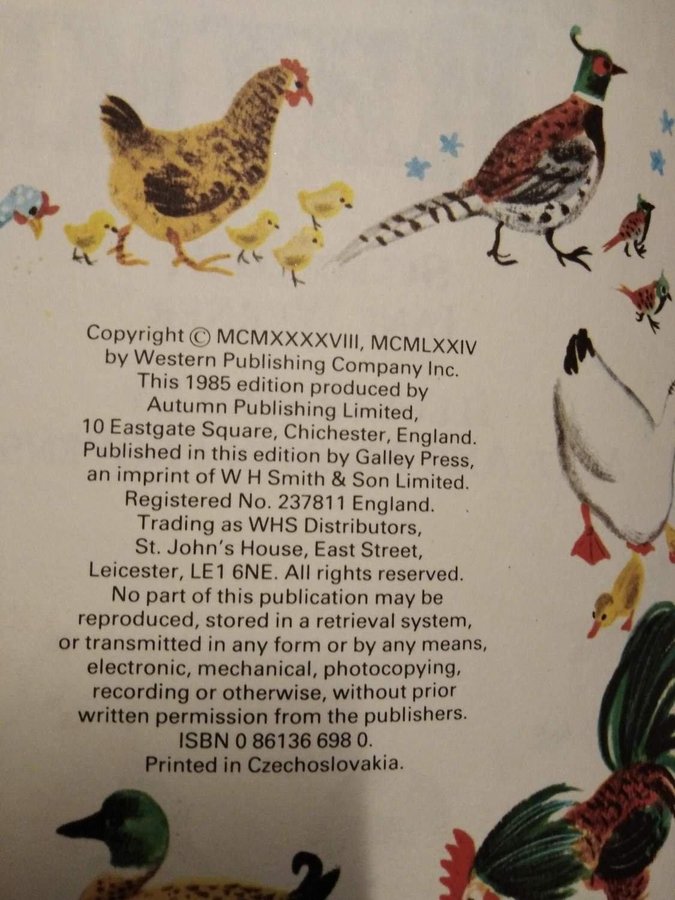 Copyright © MCMXXXXVIII, MCMLXXIV
by Western Publishing Company Inc.
This 1985 edition produced by
Autumn Publishing Limited,
10 Eastgate Square, Chichester, England.
Published in this edition by Galley Press,
an imprint of W H Smith & Son Limited.
Registered No. 237811 England.
Trading as WHS Distributors,
St. John's House, East Street,
Leicester, LE1 6NE. All rights reserved.
No part of this publication may be
reproduced, stored in a retrieval system,
or transmitted in any form or by any means,
electronic, mechanical, photocopying,
recording or otherwise, without prior
written permission from the publishers.
ISBN 0 86136 698 0.
Printed in Czechoslovakia.